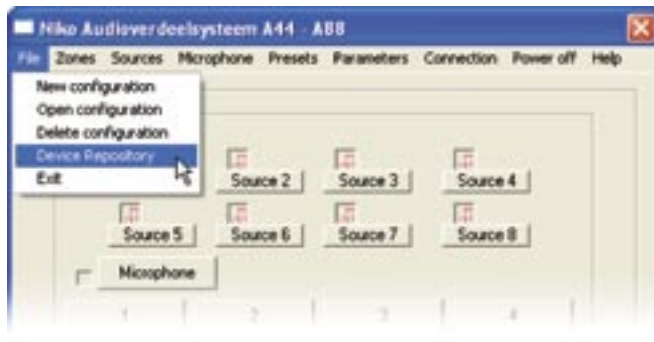 Niko Audioverdeelsysteem A44 - A88
File Zones Sources Microphone Presets Parameters Connection Power off Help
New configuration
Open configuration
Delete configuration
Device Repository
Exit
Source 2 Source 3 Source 4
Source 5 Source 6 Source 7 Source 8
Microphone
1 2 3 4